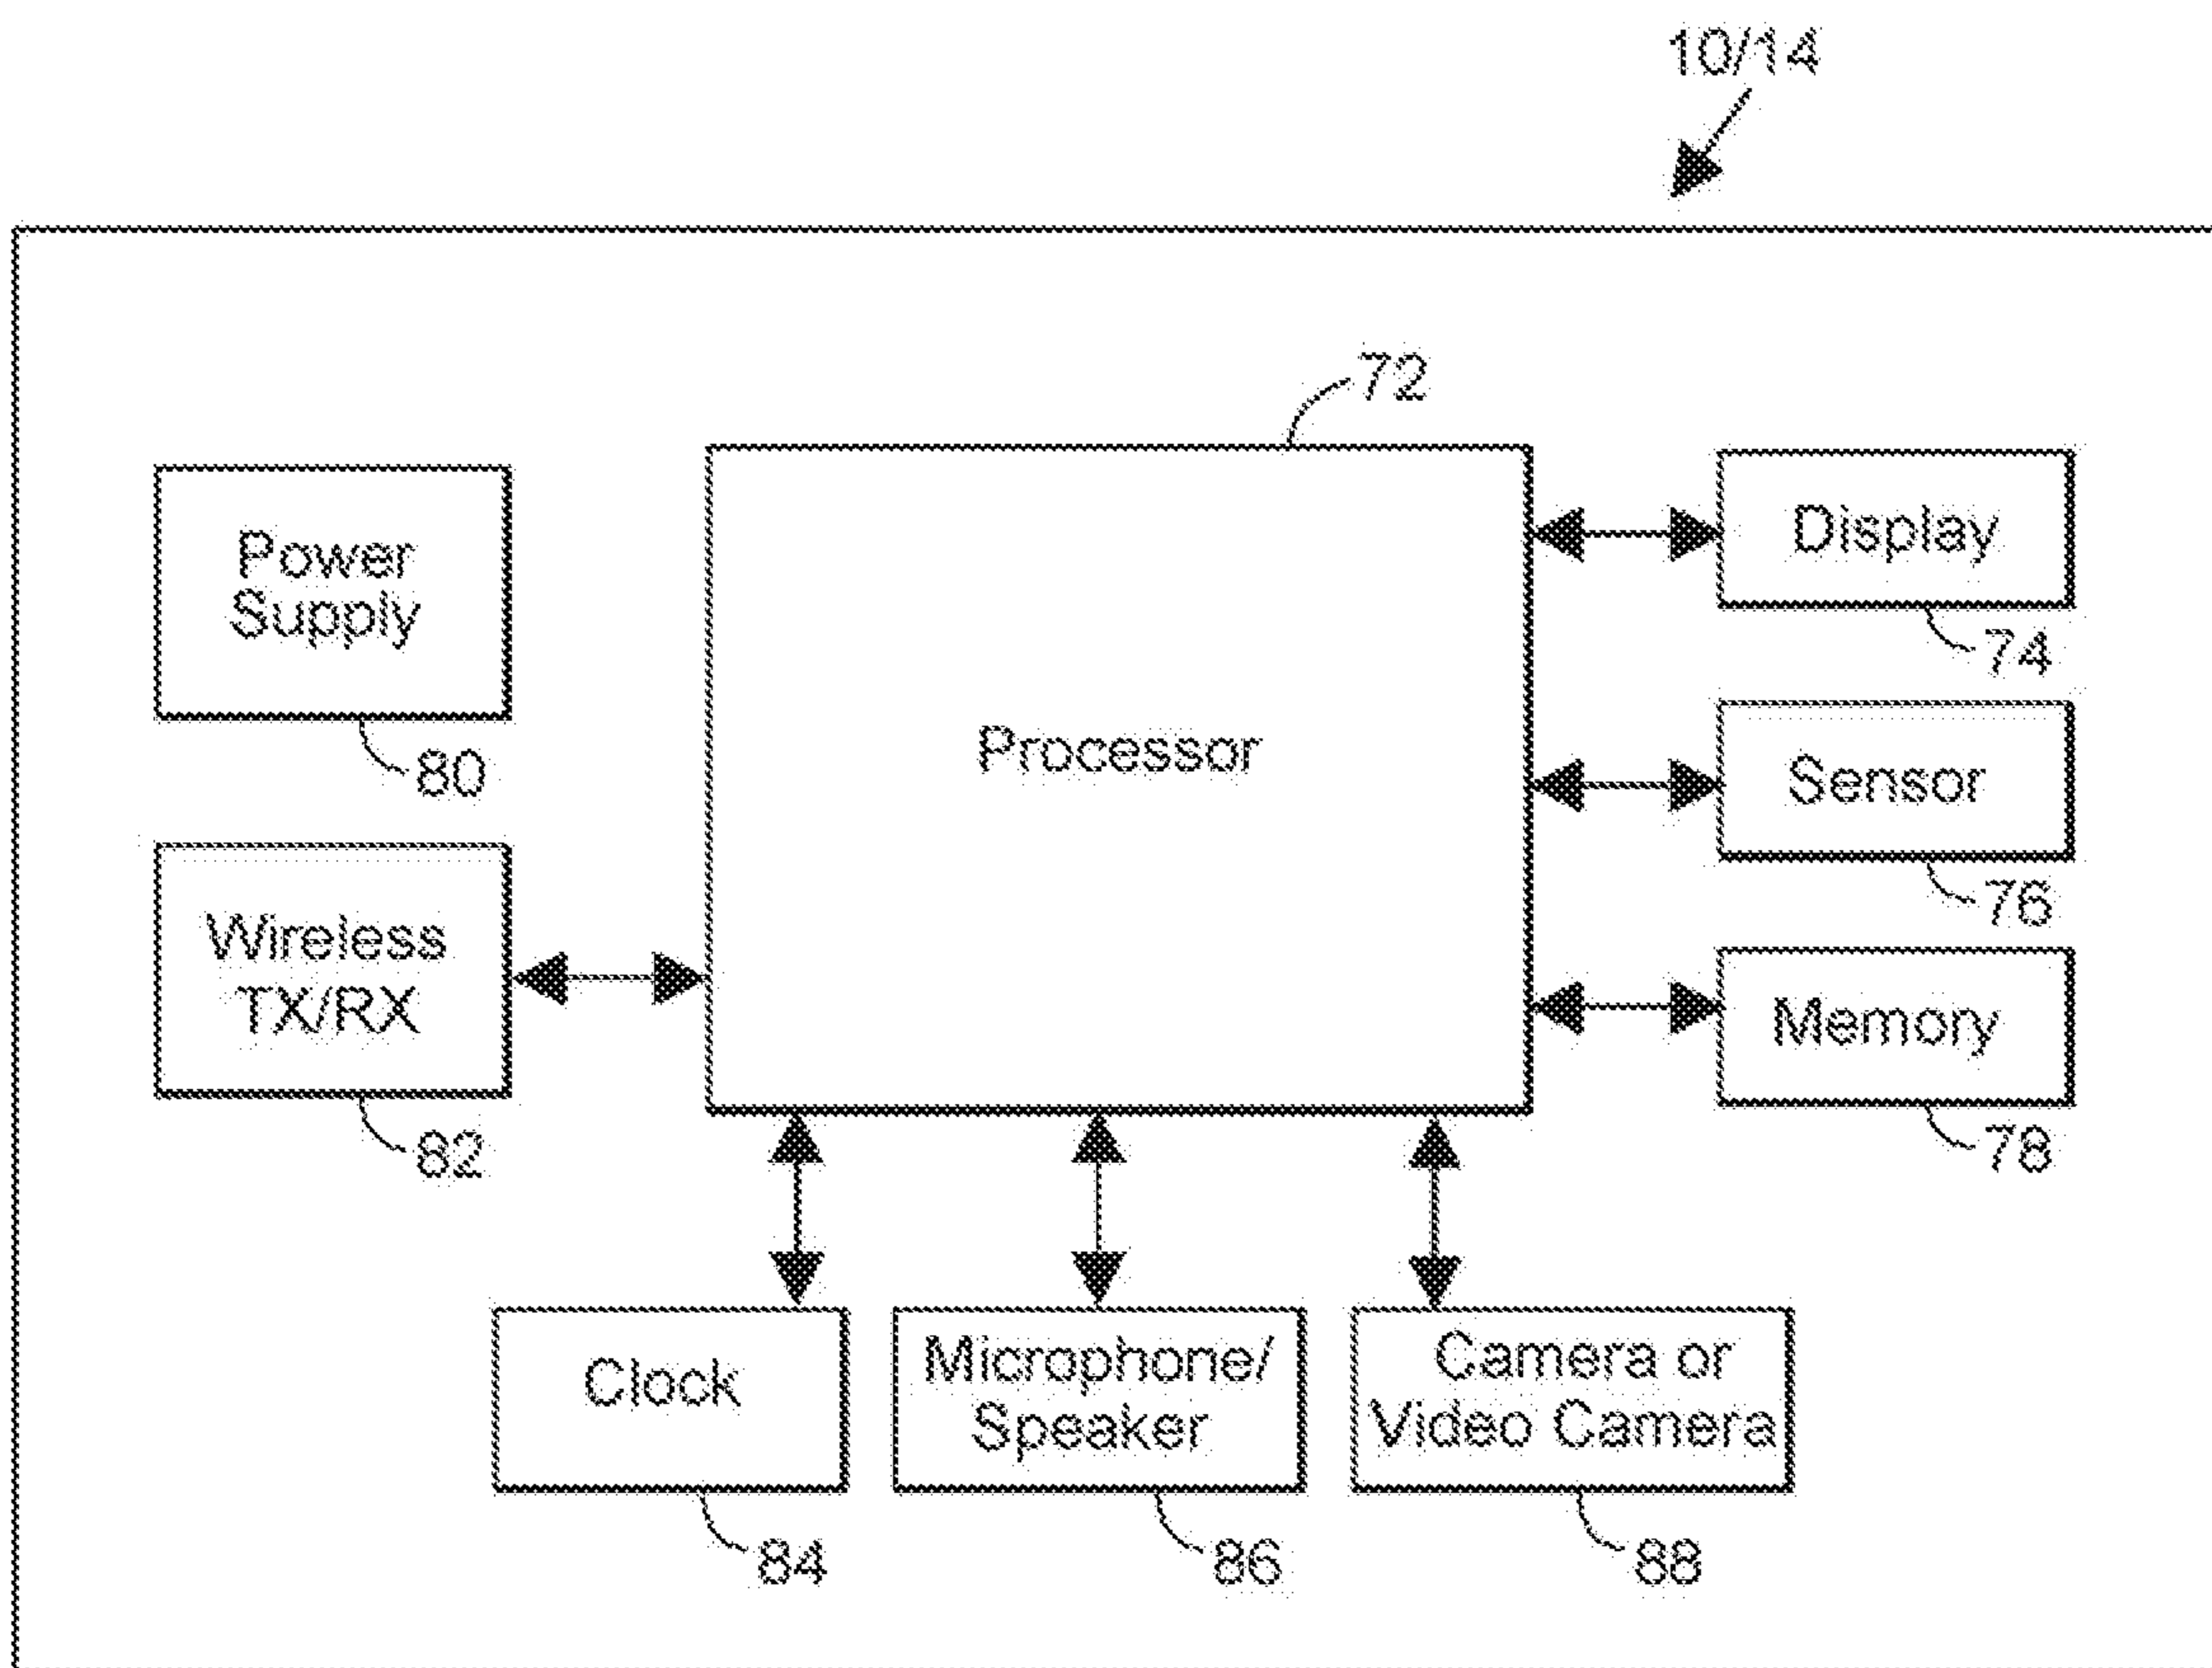 10/14
72
Power
Supply
80
Processor
Display
74
Sensor
76
Wireless
TX/RX
82
Memory
78
Clock
84
Microphone/
Speaker
86
Camera or
Video Camera
88